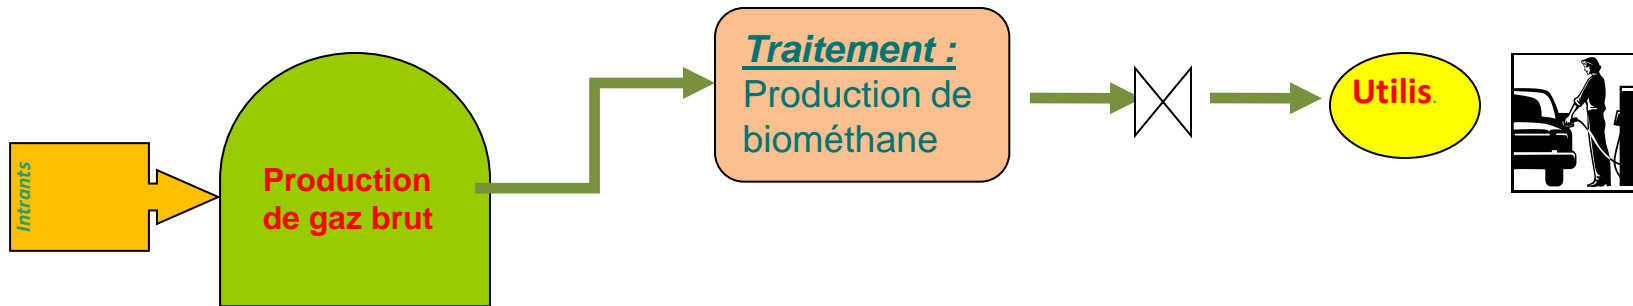 Intrants
Production
de gaz brut
Traitement :
Production de
biométhane
Utilis.